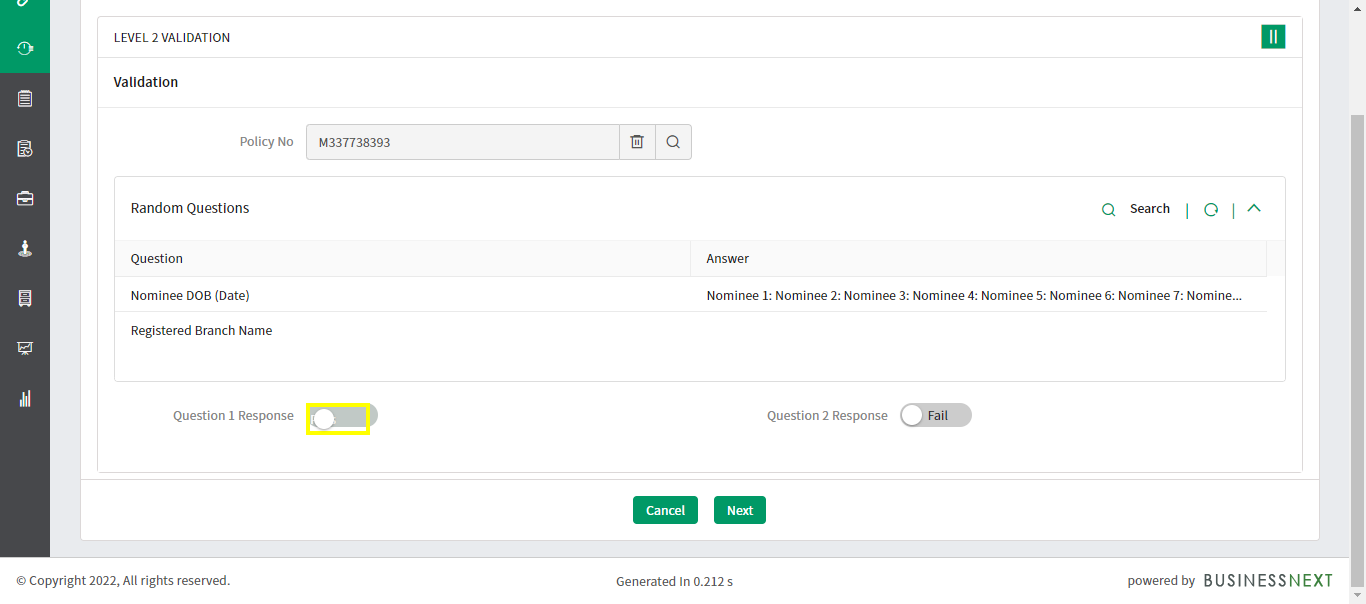 LEVEL 2 VALIDATION
Validation
Policy No M337738393
Random Questions Search | |
Question Answer
Nominee DOB (Date) Nominee 1: Nominee 2: Nominee 3: Nominee 4: Nominee 5: Nominee 6: Nominee 7: Nomine...
Registered Branch Name
Question 1 Response Question 2 Response Fail
Cancel Next
© Copyright 2022, All rights reserved. Generated In 0.212 s powered by BUSINESSNEXT